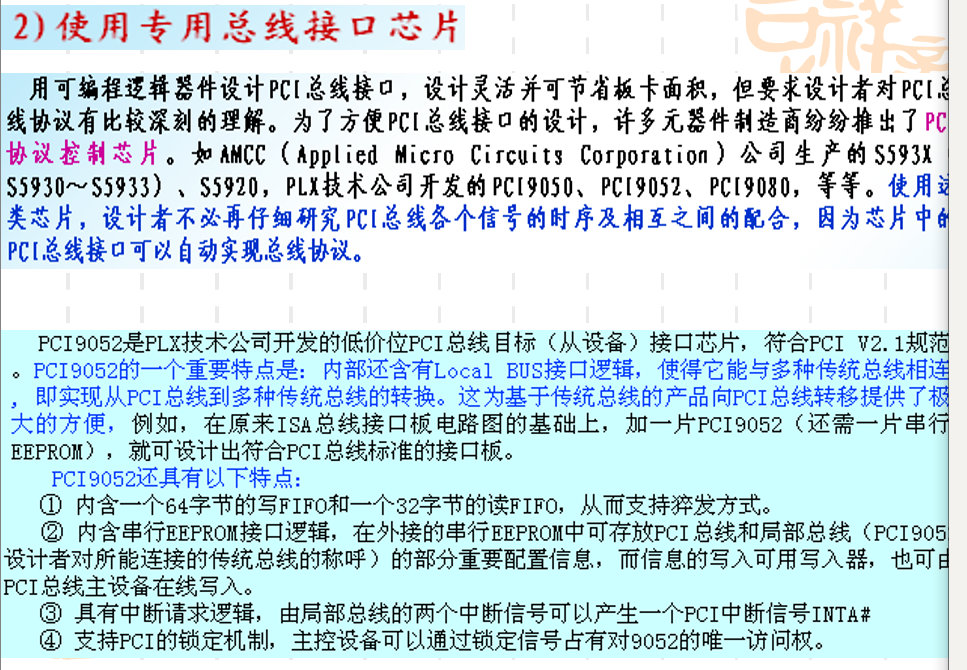 2)使用专用总线接口芯片
用可编程逻辑器件设计PCI总线接口，设计灵活并可节省板卡面积，但要求设计者对PCI总
线协议有比较深刻的理解。为了方便PCI总线接口的设计，许多元器件制造商纷纷推出了PC
协议控制芯片。如AMCC（Applied Micro Circuits Corporation）公司生产的S593X（
S5930～S5933）、S5920，PLX技术公司开发的PCI9050、PCI9052、PCI9080，等等。使用这
类芯片，设计者不必再仔细研究PCI总线各个信号的时序及相互之间的配合，因为芯片中的
PCI总线接口可以自动实现总线协议。
PCI9052是PLX技术公司开发的低价位PCI总线目标（从设备）接口芯片，符合PCI V2.1规范
。PCI9052的一个重要特点是：内部还含有Local BUS接口逻辑，使得它能与多种传统总线相连
，即实现从PCI总线到多种传统总线的转换。这为基于传统总线的产品向PCI总线转移提供了极
大的方便，例如，在原来ISA总线接口板电路图的基础上，加一片PCI9052（还需一片串行
EEPROM），就可设计出符合PCI总线标准的接口板。
PCI9052还具有以下特点：
① 内含一个64字节的写FIFO和一个32字节的读FIFO，从而支持猝发方式。
② 内含串行EEPROM接口逻辑，在外接的串行EEPROM中可存放PCI总线和局部总线（PCI905
设计者对所能连接的传统总线的称呼）的部分重要配置信息，而信息的写入可用写入器，也可由
PCI总线主设备在线写入。
③ 具有中断请求逻辑，由局部总线的两个中断信号可以产生一个PCI中断信号INTA#
④ 支持PCI的锁定机制，主控设备可以通过锁定信号占有对9052的唯一访问权。